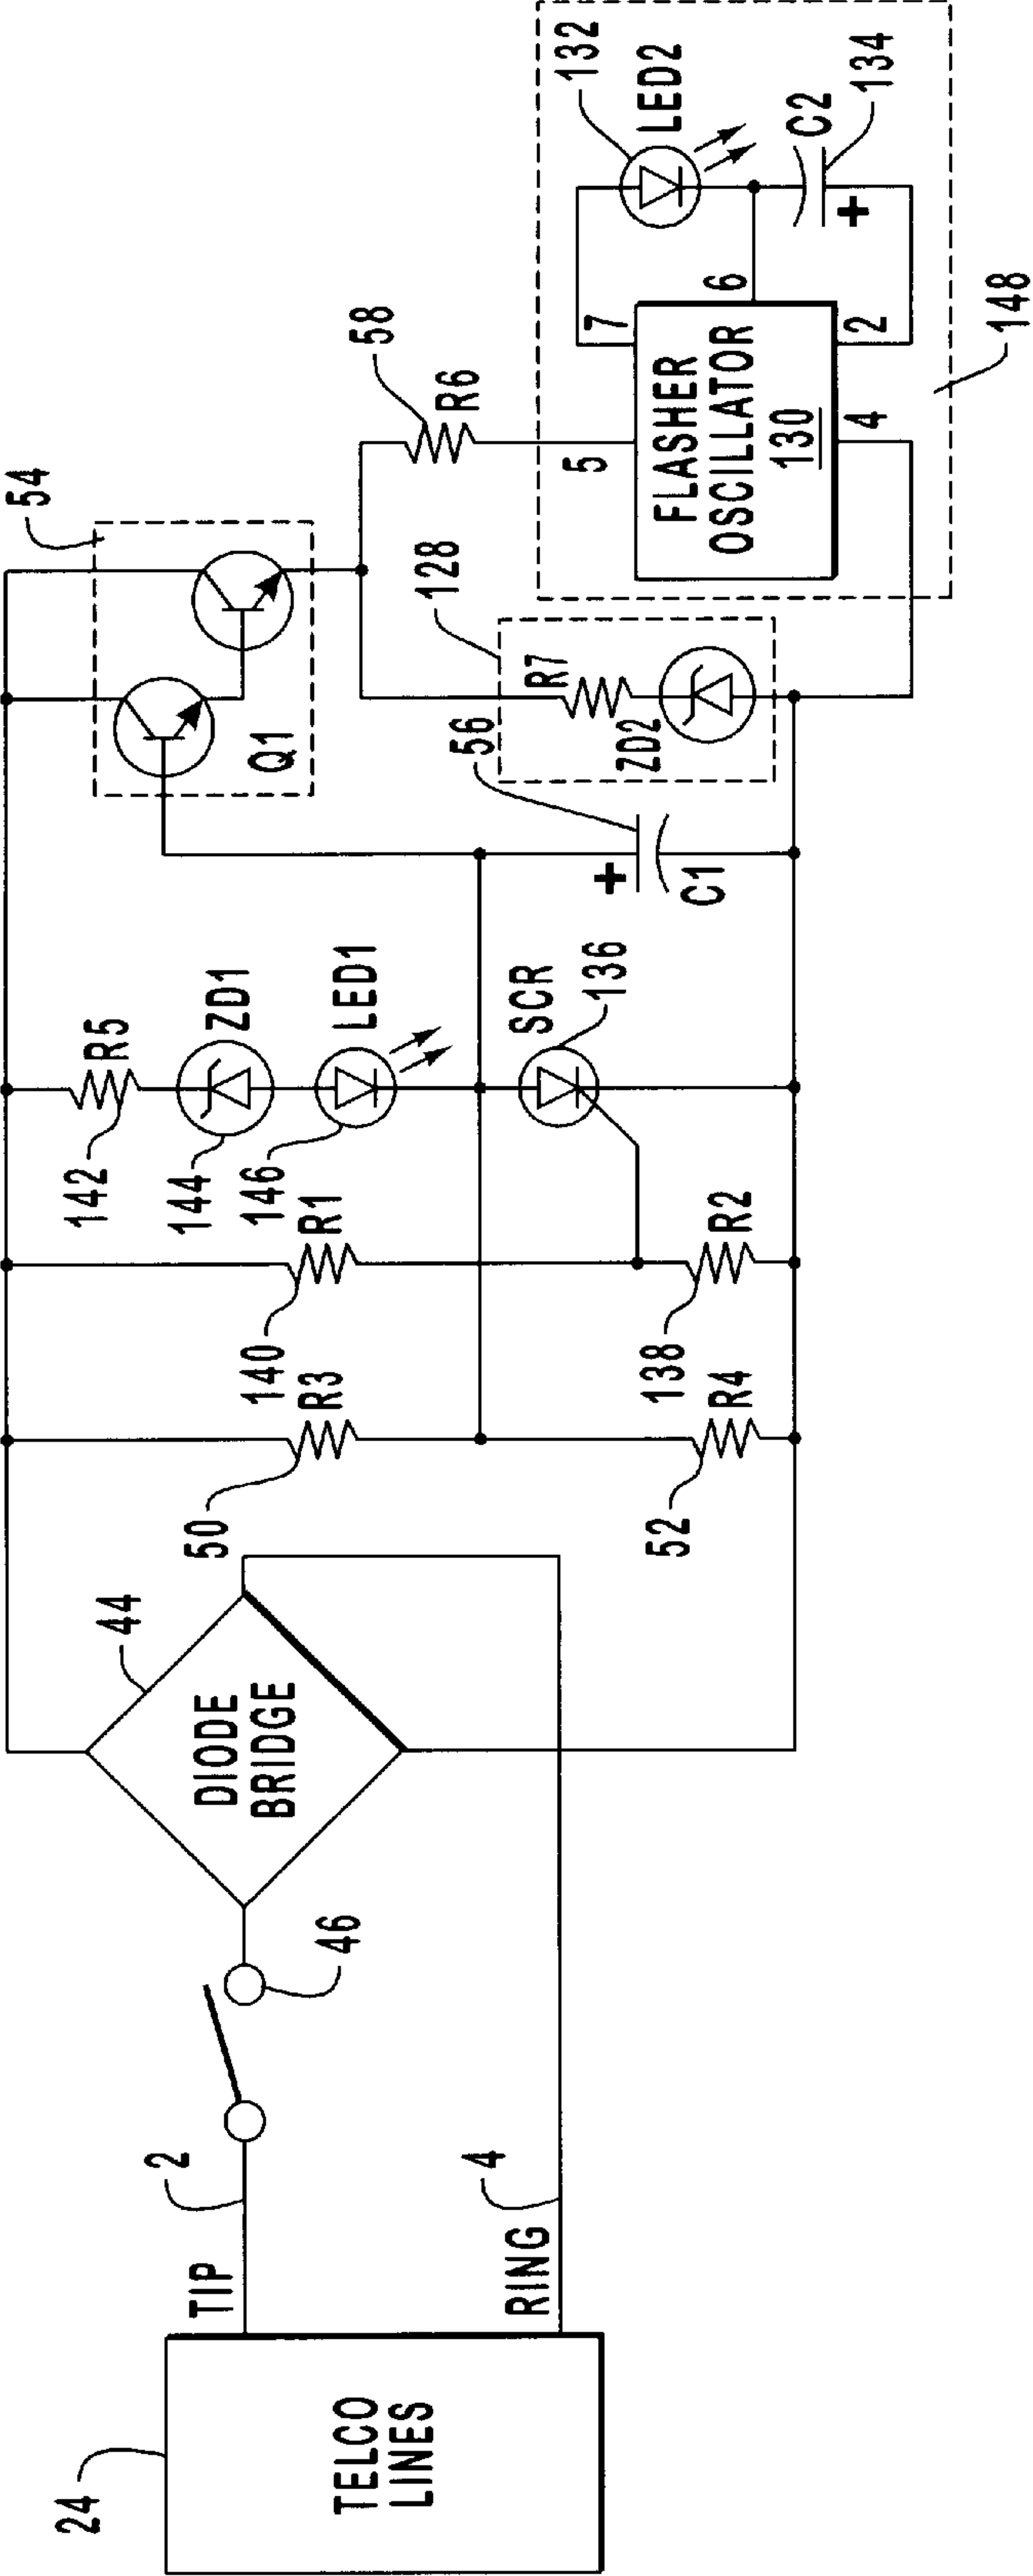 24
TELCO
LINES
TIP
2
RING
4
46
44
DIODE
BRIDGE
50
R3
52
R4
140
R1
138
R2
142
R5
144
ZD1
146
LED1
SCR
136
54
Q1
56
+
C1
128
R7
ZD2
58
R6
5
7
6
FLASHER
OSCILLATOR
130
4
2
132
LED2
C2
+
134
148